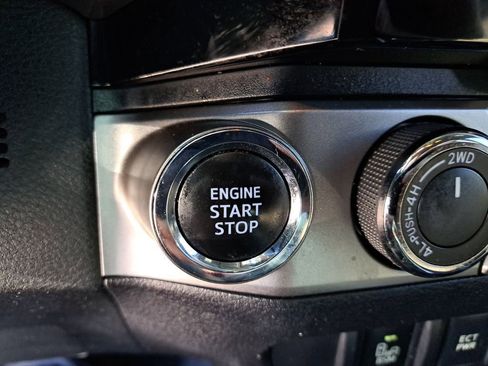 ENGINE
START
STOP
2WD
4L-PUSH-4H
ECT
PWR